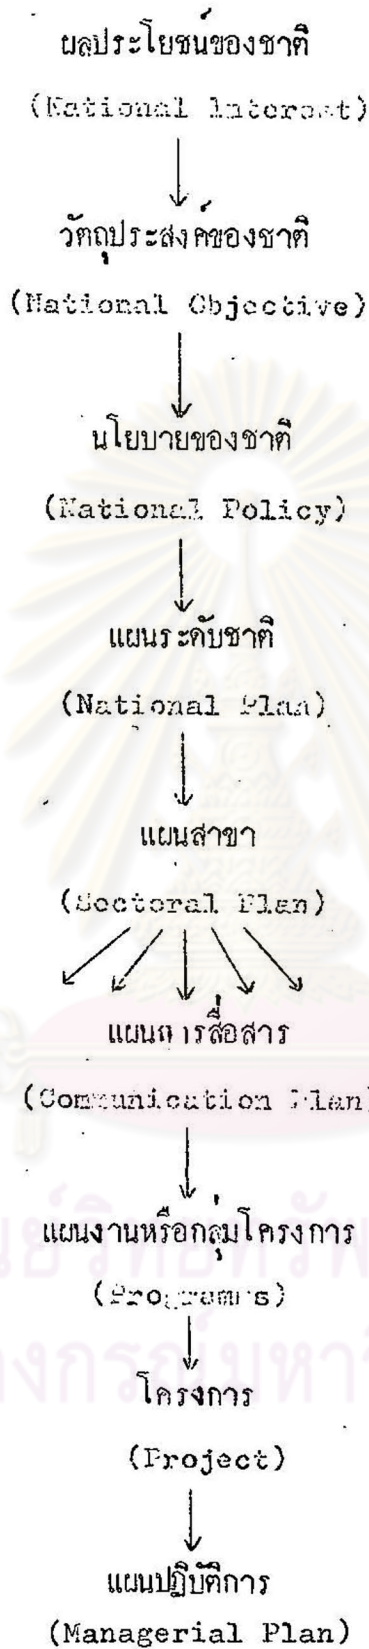 ผลประโยชน์ของชาติ
(National Interest)
วัตถุประสงค์ของชาติ
(National Objective)
นโยบายของชาติ
(National Policy)
แผนระดับชาติ
(National Plan)
แผนสาขา
(Sectoral Plan)
แผนการสื่อสาร
(Communication Plan)
แผนงานหรือกลุ่มโครงการ
(Programs)
โครงการ
(Project)
แผนปฏิบัติการ
(Managerial Plan)